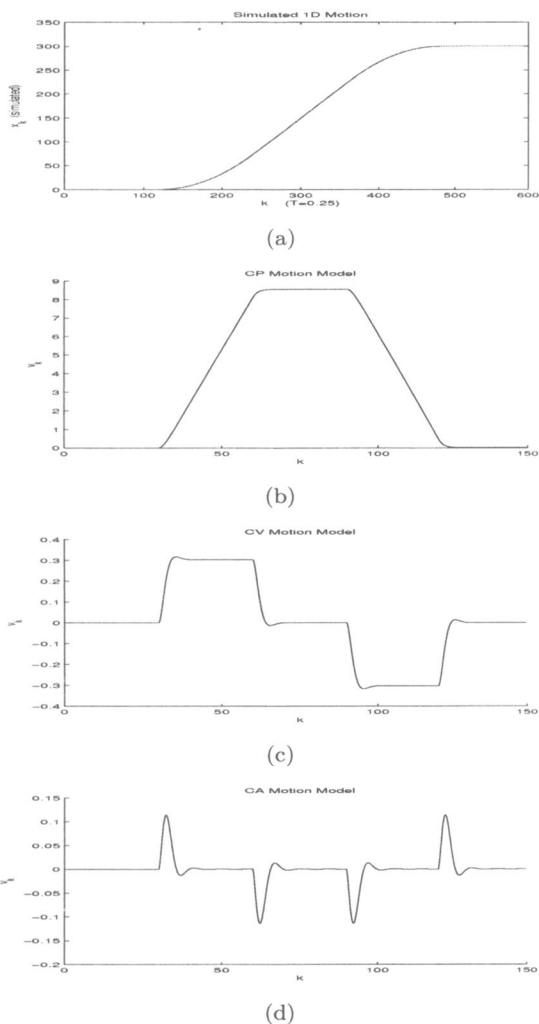 Simulated 1D Motion
350
300
250
200
150
100
50
0
x_k (simulated)
0 100 200 300 400 500 600
k (T=0.25)
(a)
CP Motion Model
9
8
7
6
5
4
3
2
1
0
v_k
0 50 100 150
k
(b)
CV Motion Model
0.4
0.3
0.2
0.1
0
−0.1
−0.2
−0.3
−0.4
v_k
0 50 100 150
k
(c)
CA Motion Model
0.15
0.1
0.05
0
−0.05
−0.1
−0.15
−0.2
v_k
0 50 100 150
k
(d)